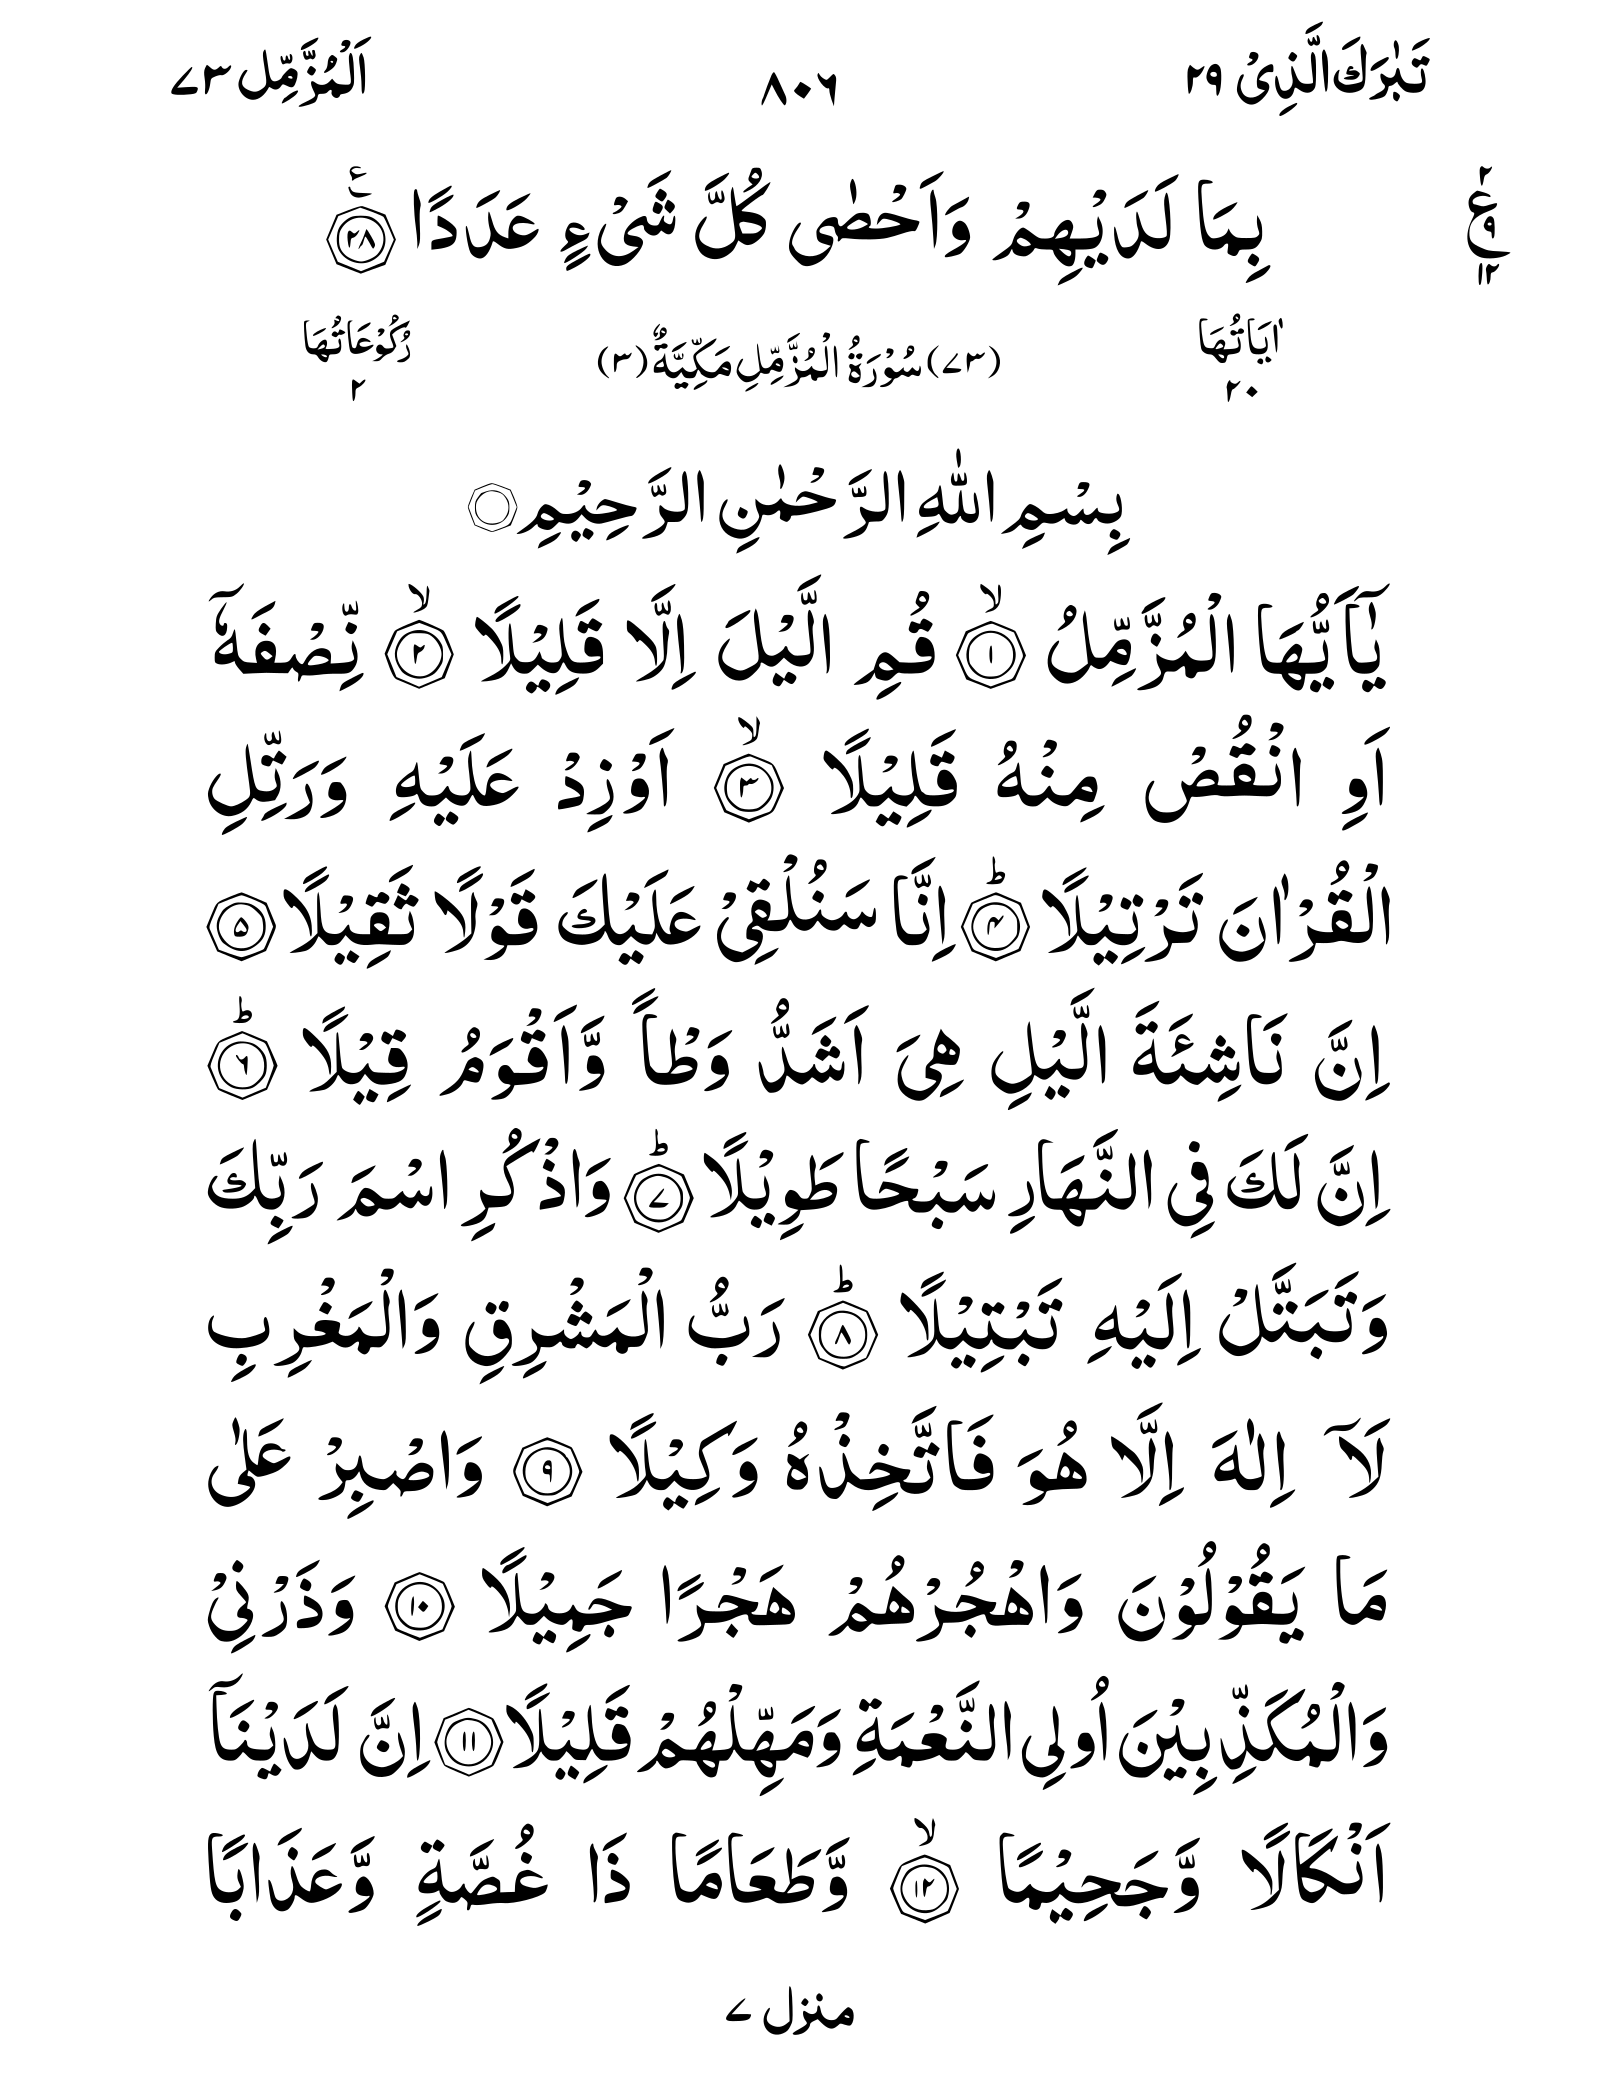 تَبٰرَكَ الَّذِیْ ۲۹ ۸۰۶ اَلْمُزَّمِّل ۷۳
بِمَا لَدَیْهِمْ وَاَحْصٰی كُلَّ شَیْءٍ عَدَدًا ۲۸ ع
۲ ع ۹ ۱۲
اٰیَاتُهَا ۲۰ (۷۳) سُوْرَةُ الْمُزَّمِّلِ مَكِّیَّةٌ (۳) رُكُوْعَاتُهَا ۲
بِسْمِ اللّٰهِ الرَّحْمٰنِ الرَّحِیْمِ
یٰۤاَیُّهَا الْمُزَّمِّلُ ۙ۱ قُمِ الَّیْلَ اِلَّا قَلِیْلًا ۙ۲ نِّصْفَهٗۤ
اَوِ انْقُصْ مِنْهُ قَلِیْلًا ۙ۳ اَوْ زِدْ عَلَیْهِ وَرَتِّلِ
الْقُرْاٰنَ تَرْتِیْلًا ؕ۴ اِنَّا سَنُلْقِیْ عَلَیْكَ قَوْلًا ثَقِیْلًا ۵
اِنَّ نَاشِئَةَ الَّیْلِ هِیَ اَشَدُّ وَطْاً وَّاَقْوَمُ قِیْلًا ؕ۶
اِنَّ لَكَ فِی النَّهَارِ سَبْحًا طَوِیْلًا ؕ۷ وَاذْكُرِ اسْمَ رَبِّكَ
وَتَبَتَّلْ اِلَیْهِ تَبْتِیْلًا ؕ۸ رَبُّ الْمَشْرِقِ وَالْمَغْرِبِ
لَاۤ اِلٰهَ اِلَّا هُوَ فَاتَّخِذْهُ وَكِیْلًا ۹ وَاصْبِرْ عَلٰی
مَا یَقُوْلُوْنَ وَاهْجُرْهُمْ هَجْرًا جَمِیْلًا ۱۰ وَذَرْنِیْ
وَالْمُكَذِّبِیْنَ اُولِی النَّعْمَةِ وَمَهِّلْهُمْ قَلِیْلًا ۱۱ اِنَّ لَدَیْنَاۤ
اَنْكَالًا وَّجَحِیْمًا ۙ۱۲ وَّطَعَامًا ذَا غُصَّةٍ وَّعَذَابًا
منزل ۷